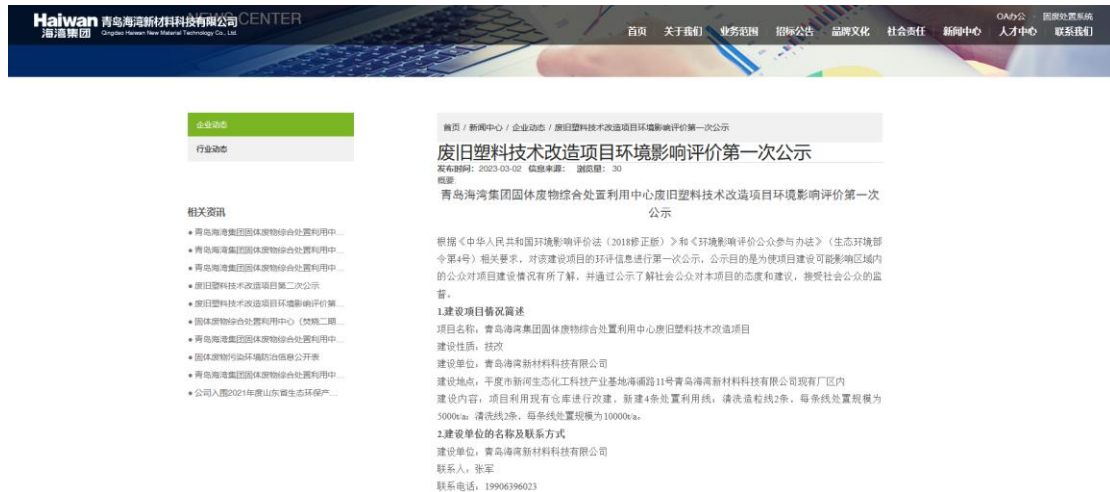 Haiwan 青岛海湾新材料科技有限公司
海湾集团 Qingdao Haiwan New Material Technology Co., Ltd.
NEWS CENTER
OA办公 固废处置系统
首页 关于我们 业务范围 招标公告 品牌文化 社会责任 新闻中心 人才中心 联系我们
企业动态
行业动态
相关资讯
● 青岛海湾集团固体废物综合处置利用中...
● 青岛海湾集团固体废物综合处置利用中...
● 青岛海湾集团固体废物综合处置利用中...
● 废旧塑料技术改造项目第二次公示
● 废旧塑料技术改造项目环境影响评价第...
● 固体废物综合处置利用中心（焚烧二期...
● 青岛海湾集团固体废物综合处置利用中...
● 固体废物污染环境防治信息公开表
● 青岛海湾集团固体废物综合处置利用中...
● 公司入围2021年度山东省生态环保产...
首页 / 新闻中心 / 企业动态 / 废旧塑料技术改造项目环境影响评价第一次公示
废旧塑料技术改造项目环境影响评价第一次公示
发布时间：2023-03-02 信息来源： 浏览量：30
概要:
青岛海湾集团固体废物综合处置利用中心废旧塑料技术改造项目环境影响评价第一次
公示
根据《中华人民共和国环境影响评价法（2018修正版）》和《环境影响评价公众参与办法》（生态环境部
令第4号）相关要求，对该建设项目的环评信息进行第一次公示，公示目的是为使项目建设可能影响区域内
的公众对项目建设情况有所了解，并通过公示了解社会公众对本项目的态度和建议，接受社会公众的监
督。
1.建设项目情况简述
项目名称：青岛海湾集团固体废物综合处置利用中心废旧塑料技术改造项目
建设性质：技改
建设单位：青岛海湾新材料科技有限公司
建设地点：平度市新河生态化工科技产业基地海浦路11号青岛海湾新材料科技有限公司现有厂区内
建设内容：项目利用现有仓库进行改建，新建4条处置利用线：清洗造粒线2条，每条线处置规模为
5000t/a；清洗线2条，每条线处置规模为10000t/a。
2.建设单位的名称及联系方式
建设单位：青岛海湾新材料科技有限公司
联系人：张军
联系电话：19906396023